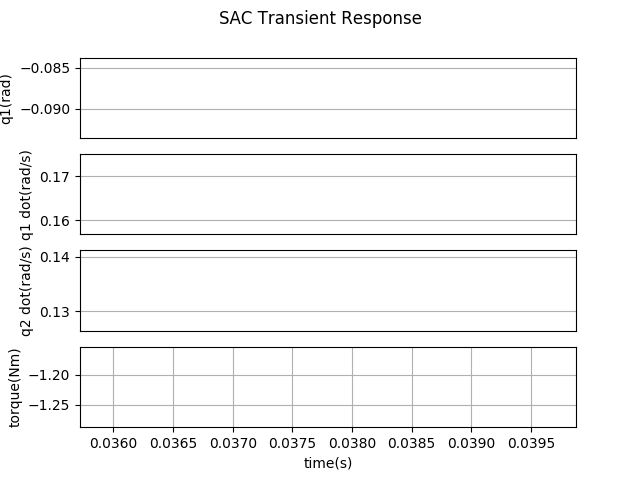 SAC Transient Response
q1(rad)
−0.085
−0.090
q1 dot(rad/s)
0.17
0.16
q2 dot(rad/s)
0.14
0.13
torque(Nm)
−1.20
−1.25
0.0360 0.0365 0.0370 0.0375 0.0380 0.0385 0.0390 0.0395
time(s)